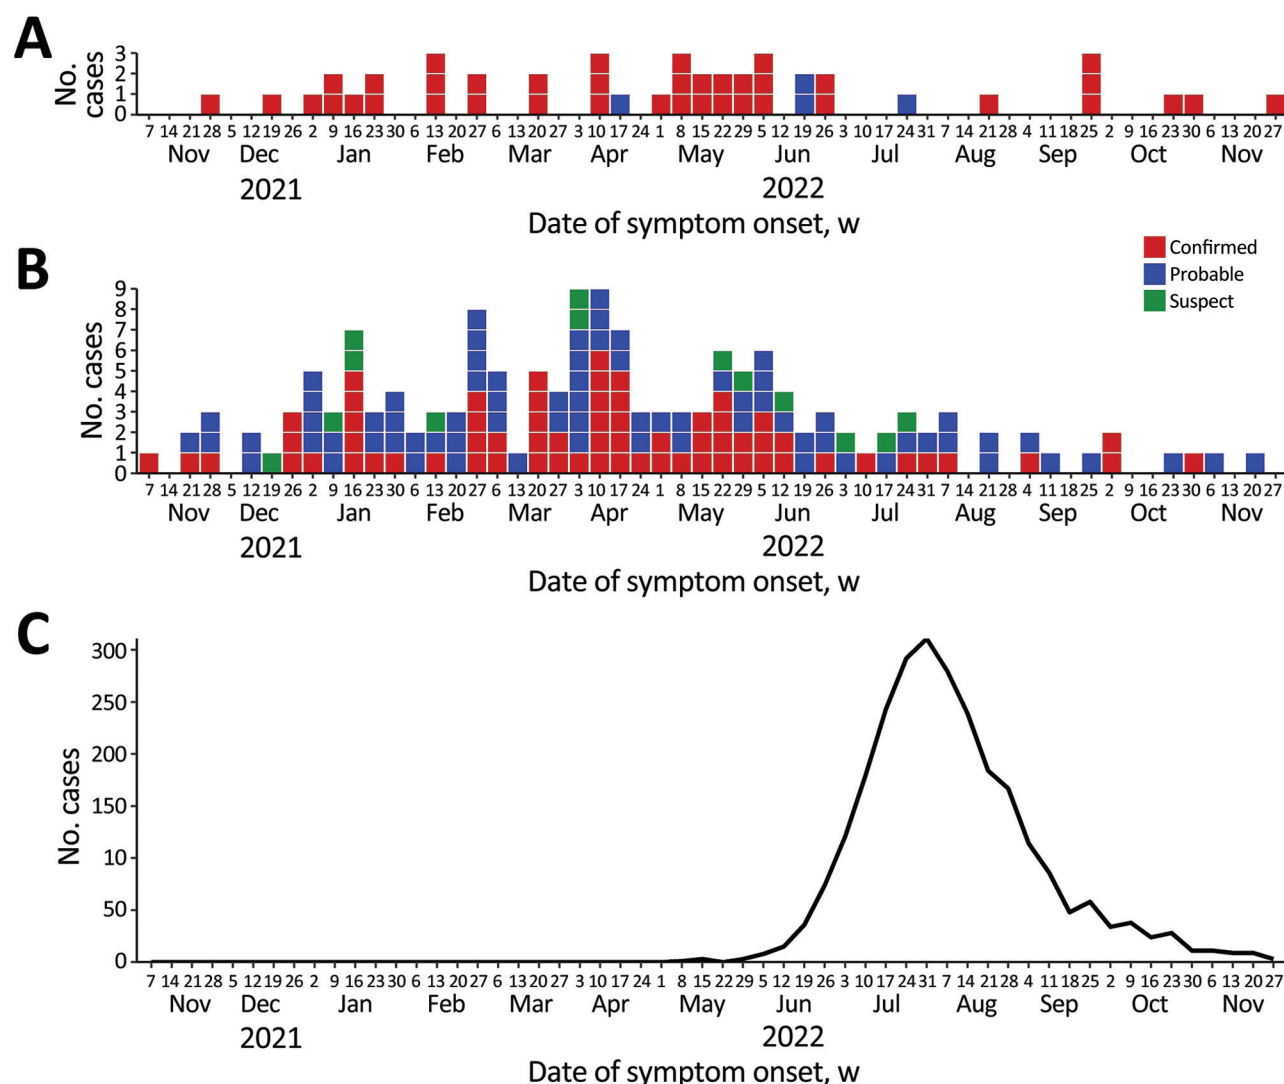 A
No.
cases
3
2
1
0
7 14 21 28 5 12 19 26 2 9 16 23 30 6 13 20 27 6 13 20 27 3 10 17 24 1 8 15 22 29 5 12 19 26 3 10 17 24 31 7 14 21 28 4 11 18 25 2 9 16 23 30 6 13 20 27
Nov Dec Jan Feb Mar Apr May Jun Jul Aug Sep Oct Nov
2021 2022
Date of symptom onset, w
Confirmed
Probable
Suspect
B
No. cases
9
8
7
6
5
4
3
2
1
0
7 14 21 28 5 12 19 26 2 9 16 23 30 6 13 20 27 6 13 20 27 3 10 17 24 1 8 15 22 29 5 12 19 26 3 10 17 24 31 7 14 21 28 4 11 18 25 2 9 16 23 30 6 13 20 27
Nov Dec Jan Feb Mar Apr May Jun Jul Aug Sep Oct Nov
2021 2022
Date of symptom onset, w
C
No. cases
300
250
200
150
10
50
0
7 14 21 28 5 12 19 26 2 9 16 23 30 6 13 20 27 6 13 20 27 3 10 17 24 1 8 15 22 29 5 12 19 26 3 10 17 24 31 7 14 21 28 4 11 18 25 2 9 16 23 30 6 13 20 27
Nov Dec Jan Feb Mar Apr May Jun Jul Aug Sep Oct Nov
2021 2022
Date of symptom onset, w